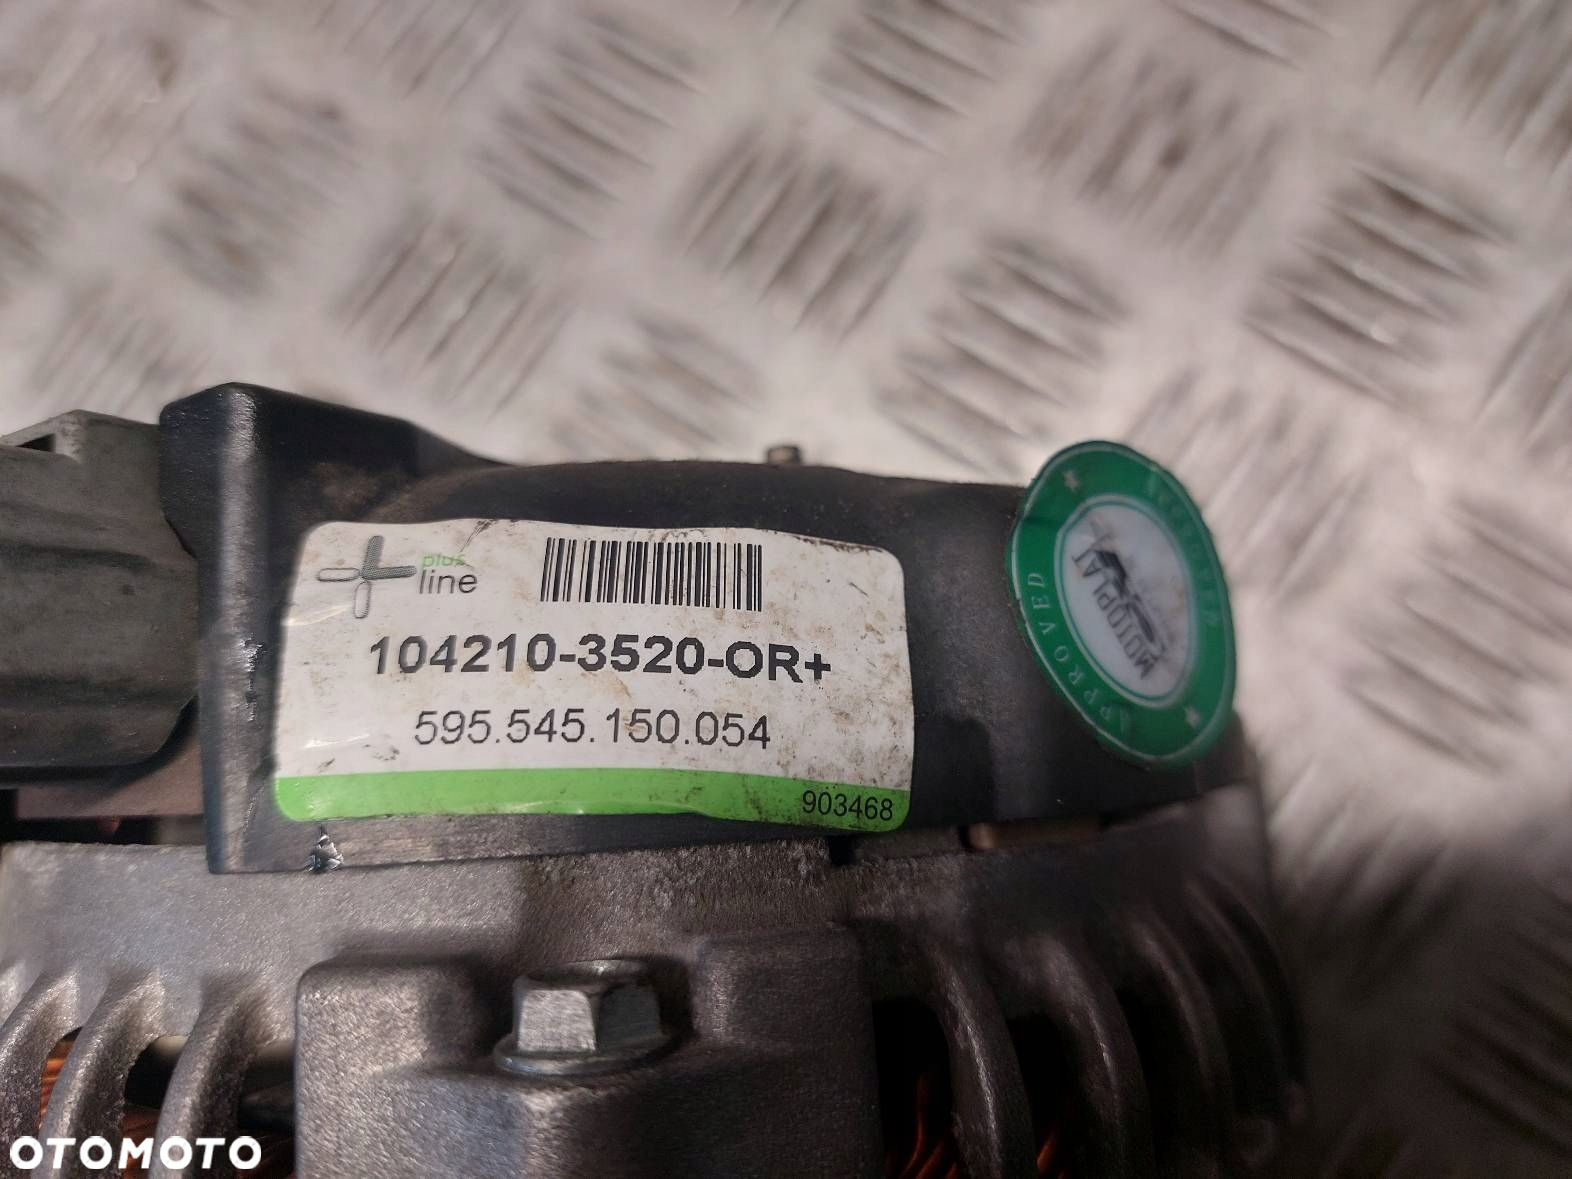 plus
line
104210-3520-OR+
595.545.150.054
903468
APPROVED
MOTOPLAT
OTOMOTO